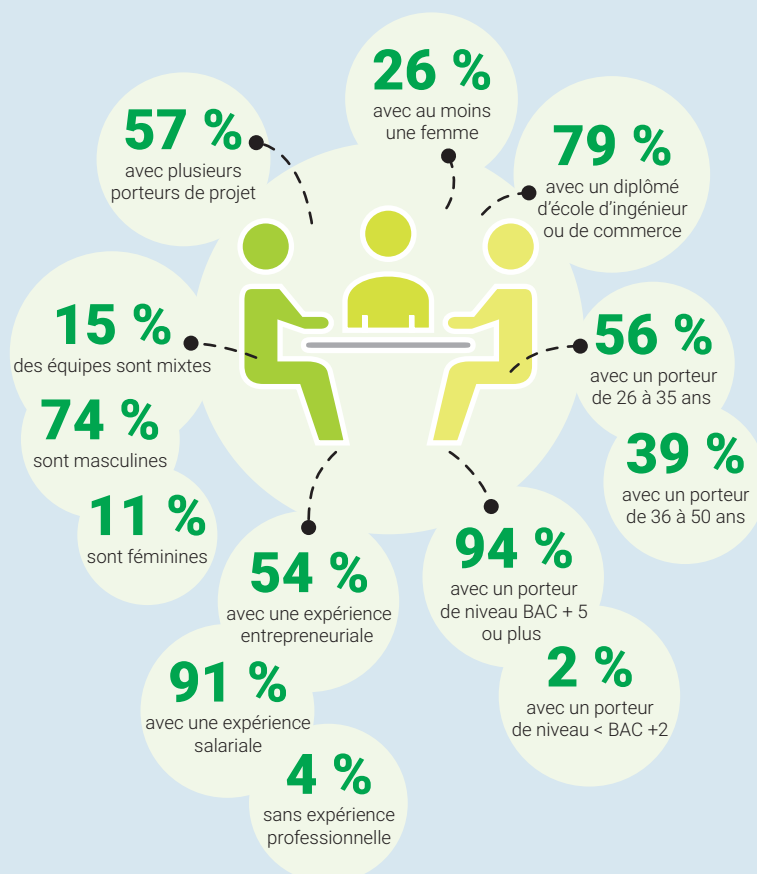 26 %
avec au moins
une femme
57 %
avec plusieurs
porteurs de projet
79 %
avec un diplômé
d'école d'ingénieur
ou de commerce
15 %
des équipes sont mixtes
74 %
sont masculines
11 %
sont féminines
56 %
avec un porteur
de 26 à 35 ans
39 %
avec un porteur
de 36 à 50 ans
54 %
avec une expérience
entrepreneuriale
91 %
avec une expérience
salariale
4 %
sans expérience
professionnelle
94 %
avec un porteur
de niveau BAC + 5
ou plus
2 %
avec un porteur
de niveau < BAC +2